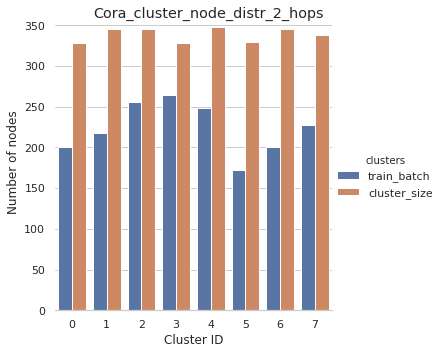 Cora_cluster_node_distr_2_hops
350
300
250
200
150
100
50
0
Number of nodes
0 1 2 3 4 5 6 7
Cluster ID
clusters
train_batch
cluster_size